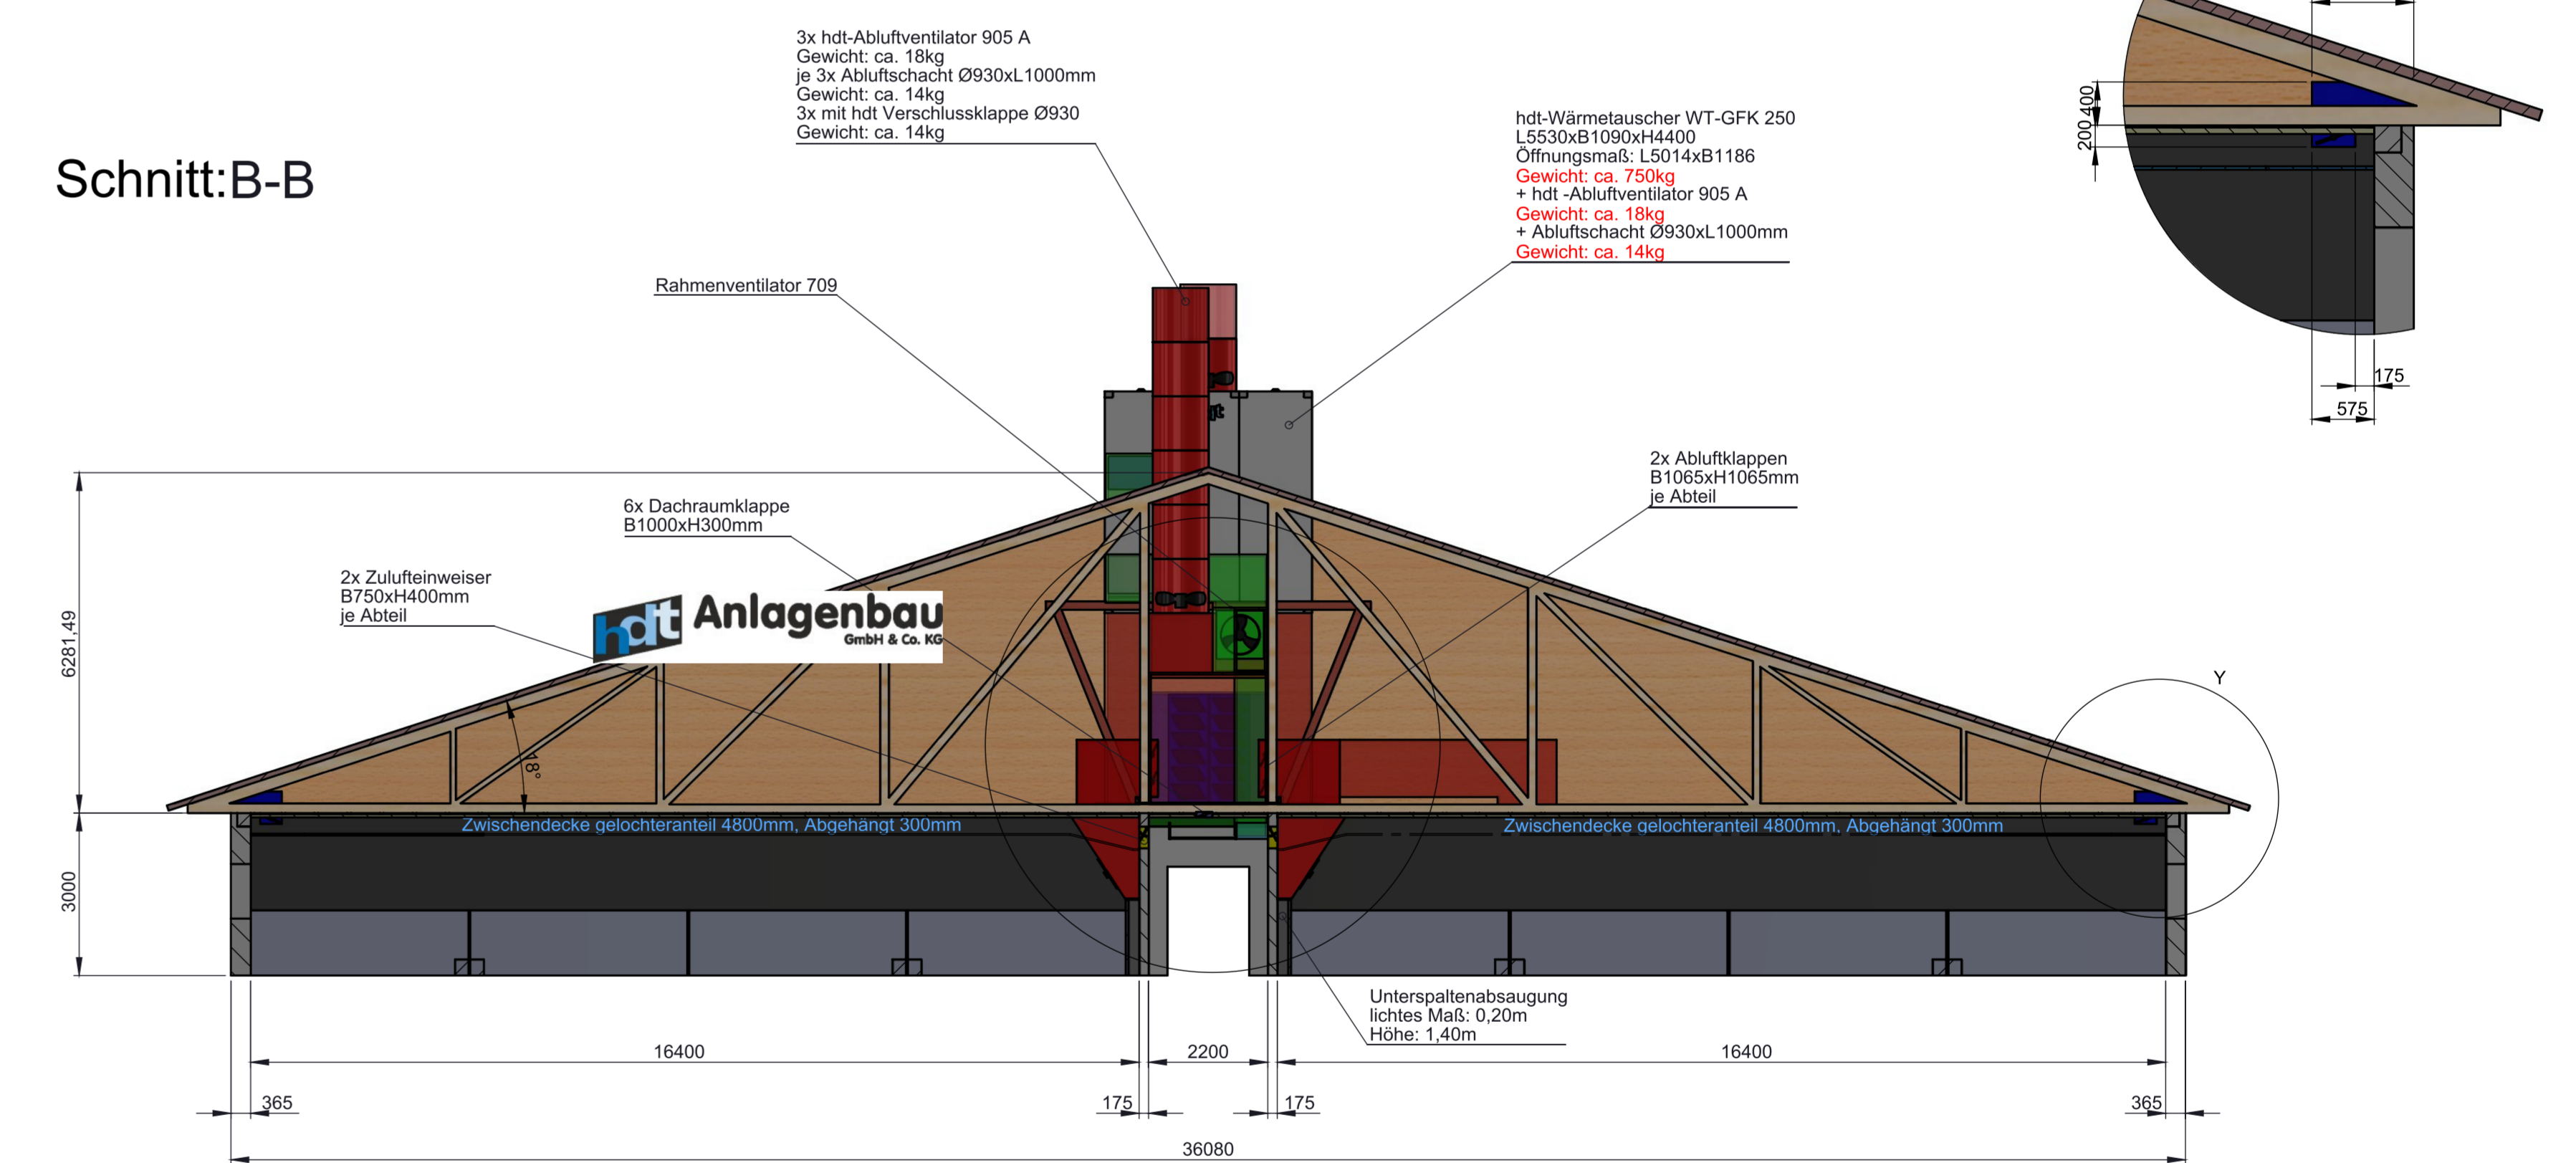 3x hdt-Abluftventilator 905 A
Gewicht: ca. 18kg
je 3x Abluftschacht Ø930xL1000mm
Gewicht: ca. 14kg
3x mit hdt Verschlussklappe Ø930
Gewicht: ca. 14kg
hdt-Wärmetauscher WT-GFK 250
L5530xB1090xH4400
Öffnungsmaß: L5014xB1186
Gewicht: ca. 750kg
+ hdt -Abluftventilator 905 A
Gewicht: ca. 18kg
+ Abluftschacht Ø930xL1000mm
Gewicht: ca. 14kg
400
200
175
575
Schnitt:B-B
Rahmenventilator 709
2x Abluftklappen
B1065xH1065mm
je Abteil
6x Dachraumklappe
B1000xH300mm
2x Zulufteinweiser
B750xH400mm
je Abteil
hdt Anlagenbau
GmbH & Co. KG
6281,49
18°
Y
Zwischendecke gelochteranteil 4800mm, Abgehängt 300mm
Zwischendecke gelochteranteil 4800mm, Abgehängt 300mm
3000
Unterspaltenabsaugung
lichtes Maß: 0,20m
Höhe: 1,40m
16400
2200
16400
365
175
175
365
36080